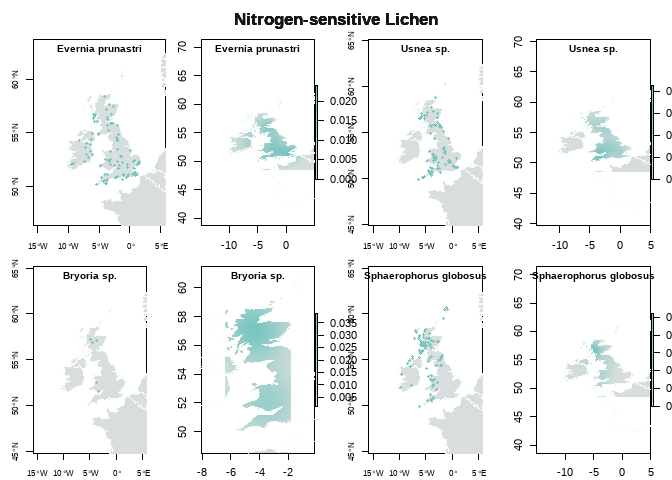 Nitrogen-sensitive Lichen
Evernia prunastri
Evernia prunastri
Usnea sp.
Usnea sp.
60°N
55°N
50°N
15°W 10°W 5°W 0° 5°E
70
65
60
55
50
45
40
-10 -5 0
0.020
0.015
0.010
0.005
0.000
65°N
50°N
45°N
15°W 10°W 5°W 0° 5°E
70
65
60
55
50
45
40
-10 -5 0 5
Bryoria sp.
Bryoria sp.
Sphaerophorus globosus
Sphaerophorus globosus
65°N
60°N
55°N
50°N
45°N
15°W 10°W 5°W 0° 5°E
60
58
56
54
52
50
-8 -6 -4 -2
0.035
0.030
0.025
0.020
0.015
0.010
0.005
65°N
60°N
55°N
50°N
45°N
15°W 10°W 5°W 0° 5°E
70
65
60
55
50
45
40
-10 -5 0 5